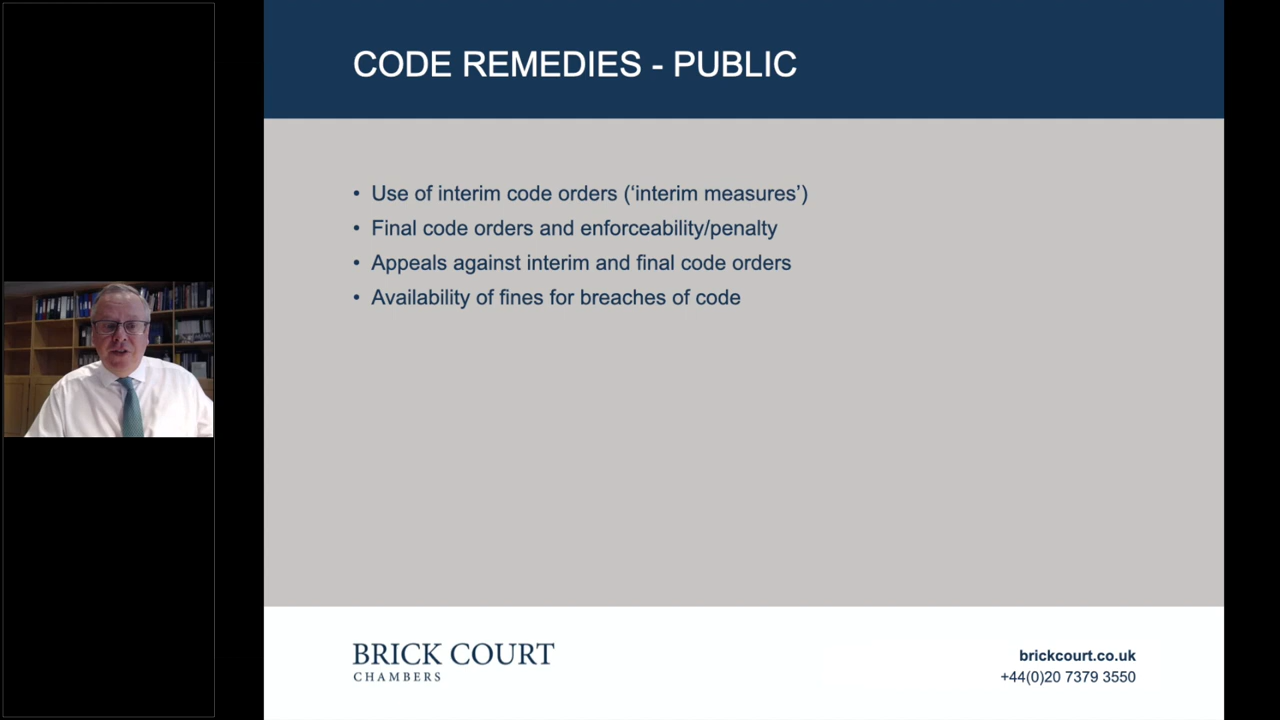 CODE REMEDIES - PUBLIC
• Use of interim code orders (‘interim measures’)
• Final code orders and enforceability/penalty
• Appeals against interim and final code orders
• Availability of fines for breaches of code
BRICK COURT
CHAMBERS
brickcourt.co.uk
+44(0)20 7379 3550